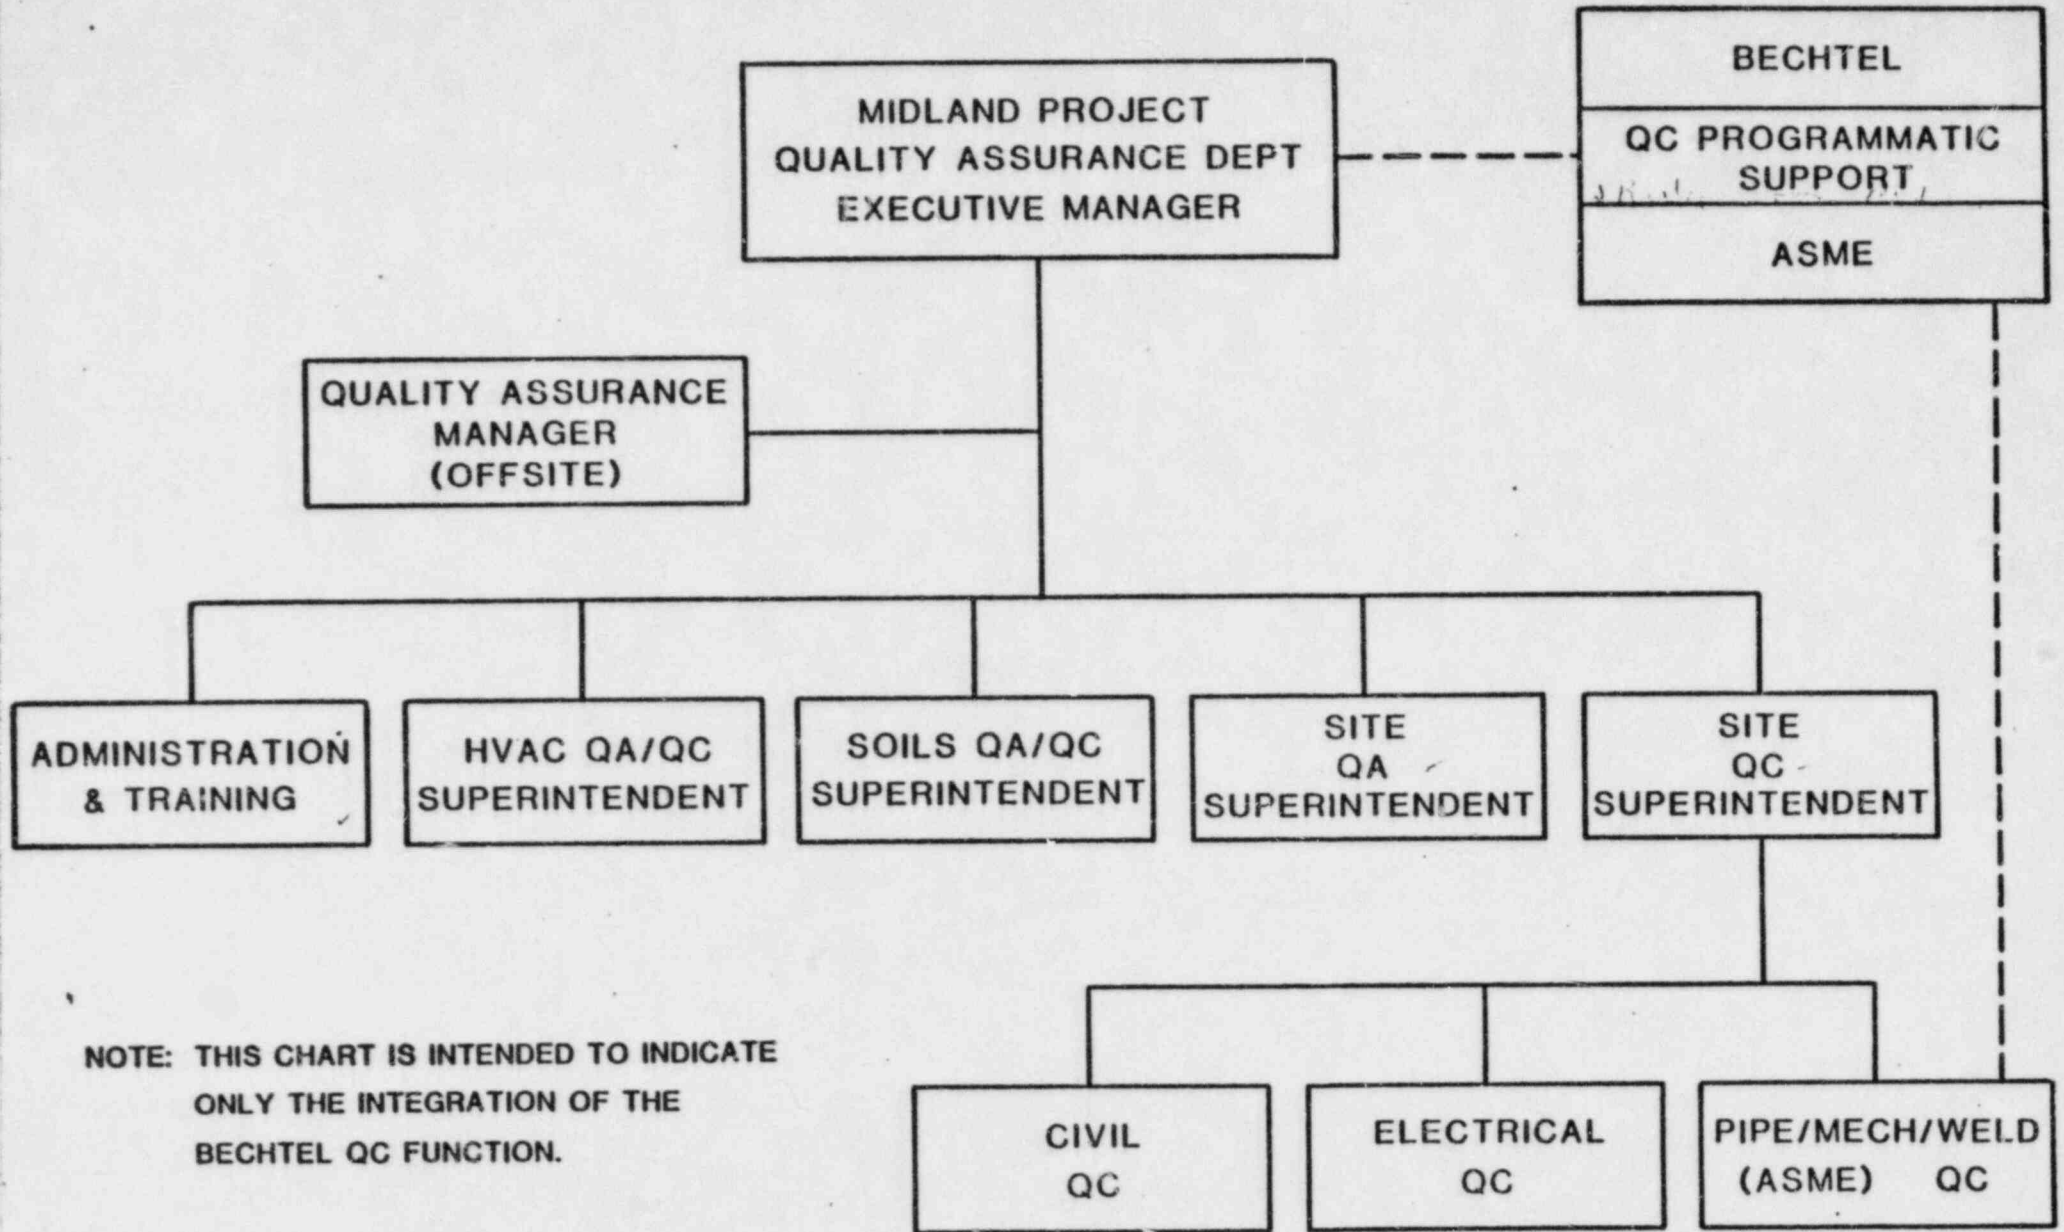 BECHTEL
QC PROGRAMMATIC
SUPPORT
ASME
MIDLAND PROJECT
QUALITY ASSURANCE DEPT
EXECUTIVE MANAGER
QUALITY ASSURANCE
MANAGER
(OFFSITE)
ADMINISTRATION
& TRAINING
HVAC QA/QC
SUPERINTENDENT
SOILS QA/QC
SUPERINTENDENT
SITE
QA
SUPERINTENDENT
SITE
QC
SUPERINTENDENT
NOTE: THIS CHART IS INTENDED TO INDICATE
ONLY THE INTEGRATION OF THE
BECHTEL QC FUNCTION.
CIVIL
QC
ELECTRICAL
QC
PIPE/MECH/WELD
(ASME) QC